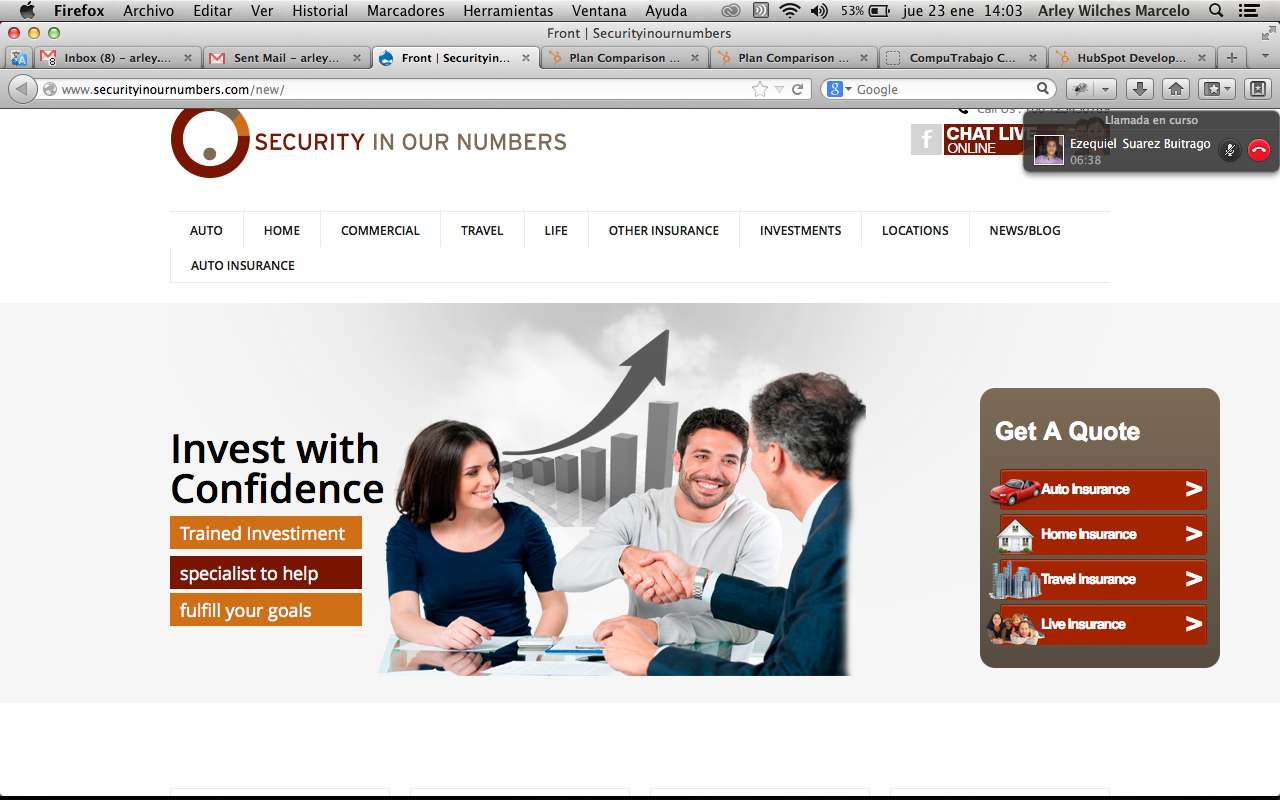 Firefox Archivo Editar Ver Historial Marcadores Herramientas Ventana Ayuda 53% jue 23 ene 14:03 Arley Wilches Marcelo
Front | Securityinournumbers
Inbox (8) – arley.... Sent Mail – arley... Front | Securityin... Plan Comparison ... Plan Comparison ... CompuTrabajo C... HubSpot Develop...
www.securityinournumbers.com/new/ Google
Call Us :
Llamada en curso
Ezequiel Suarez Buitrago
06:38
SECURITY IN OUR NUMBERS
f CHAT LIVE
ONLINE
AUTO HOME COMMERCIAL TRAVEL LIFE OTHER INSURANCE INVESTMENTS LOCATIONS NEWS/BLOG
AUTO INSURANCE
Invest with
Confidence
Trained Investiment
specialist to help
fulfill your goals
Get A Quote
Auto Insurance >
Home Insurance >
Travel Insurance >
Live Insurance >